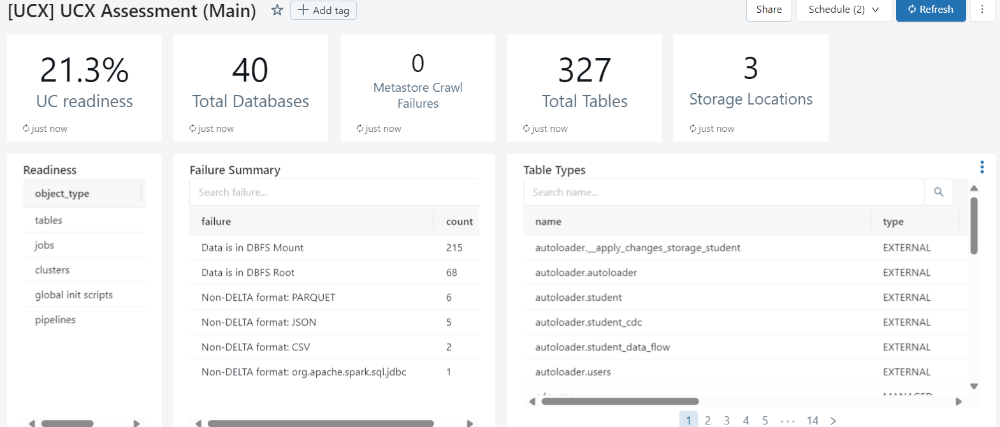 [UCX] UCX Assessment (Main)
Add tag
Share
Schedule (2)
Refresh
21.3%
UC readiness
just now
40
Total Databases
just now
0
Metastore Crawl
Failures
just now
327
Total Tables
just now
3
Storage Locations
just now
Readiness
object_type
tables
jobs
clusters
global init scripts
pipelines
Failure Summary
Search failure...
failure count
Data is in DBFS Mount 215
Data is in DBFS Root 68
Non-DELTA format: PARQUET 6
Non-DELTA format: JSON 5
Non-DELTA format: CSV 2
Non-DELTA format: org.apache.spark.sql.jdbc 1
Table Types
Search name...
name type
autoloader.__apply_changes_storage_student EXTERNAL
autoloader.autoloader EXTERNAL
autoloader.student EXTERNAL
autoloader.student_cdc EXTERNAL
autoloader.student_data_flow EXTERNAL
autoloader.users EXTERNAL
MANAGED
1 2 3 4 5 ••• 14 >